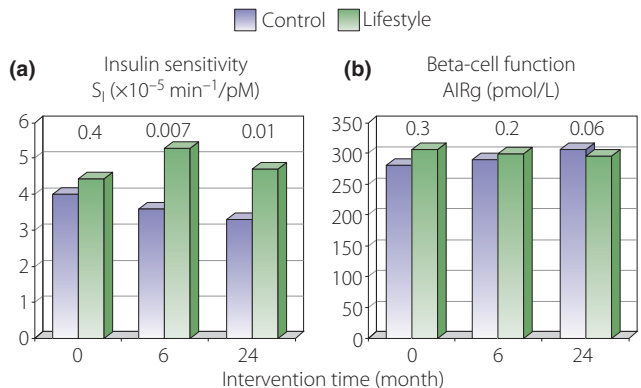 Control Lifestyle
(a) Insulin sensitivity
S_I (×10⁻⁵ min⁻¹/pM)
6
5
4
3
2
1
0
0.4 0.007 0.01
0 6 24
(b) Beta-cell function
AIRg (pmol/L)
350
300
250
200
150
100
50
0
0.3 0.2 0.06
0 6 24
Intervention time (month)